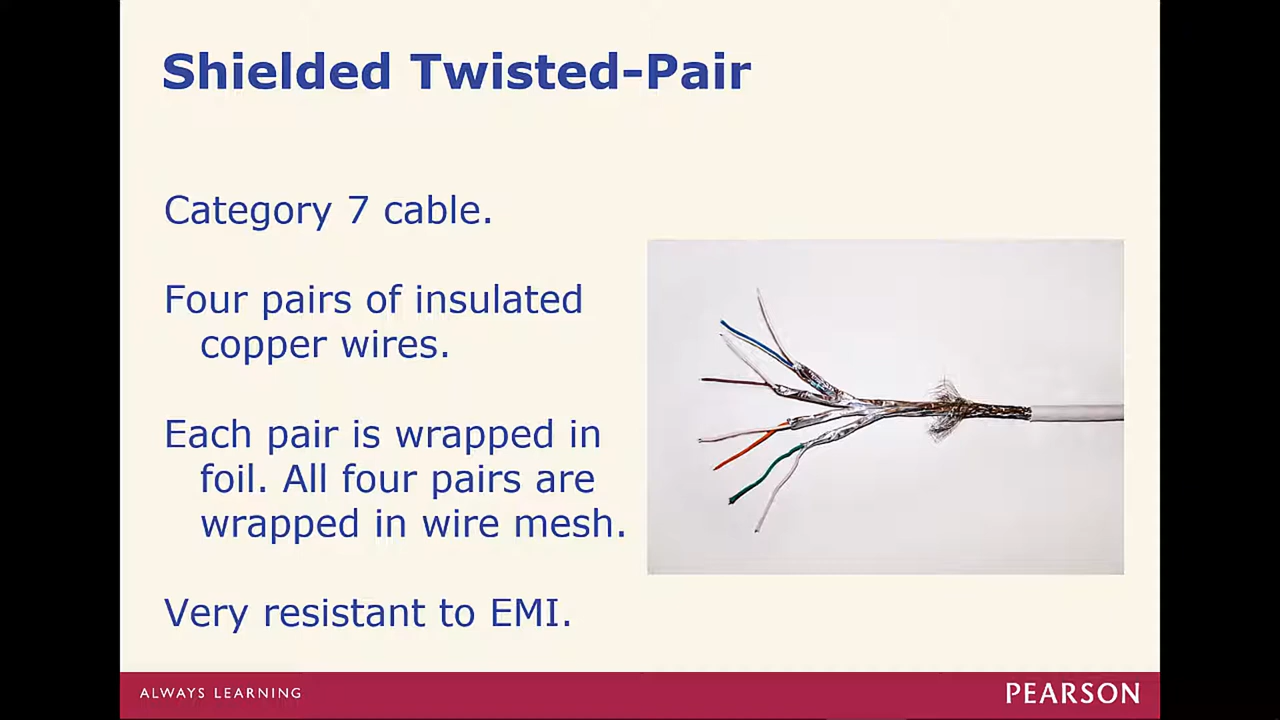 Shielded Twisted-Pair
Category 7 cable.
Four pairs of insulated
copper wires.
Each pair is wrapped in
foil. All four pairs are
wrapped in wire mesh.
Very resistant to EMI.
ALWAYS LEARNING
PEARSON